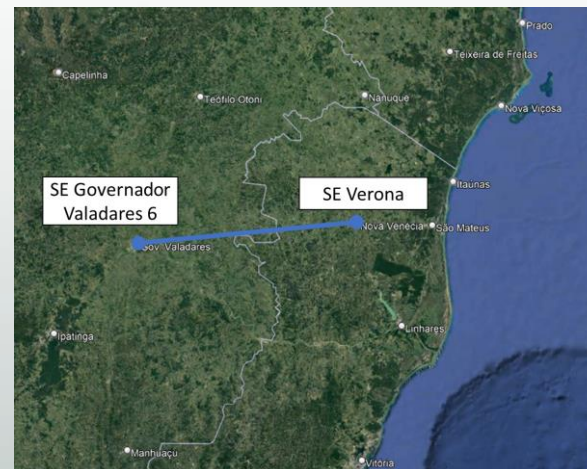 Prado
Teixeira de Freitas
Capelinha
Teófilo Otoni
Nanuque
Nova Viçosa
SE Governador
Valadares 6
SE Verona
Itaúnas
Nova Venécia
São Mateus
Gov. Valadares
Linhares
Ipatinga
Manhuaçu
Vitória